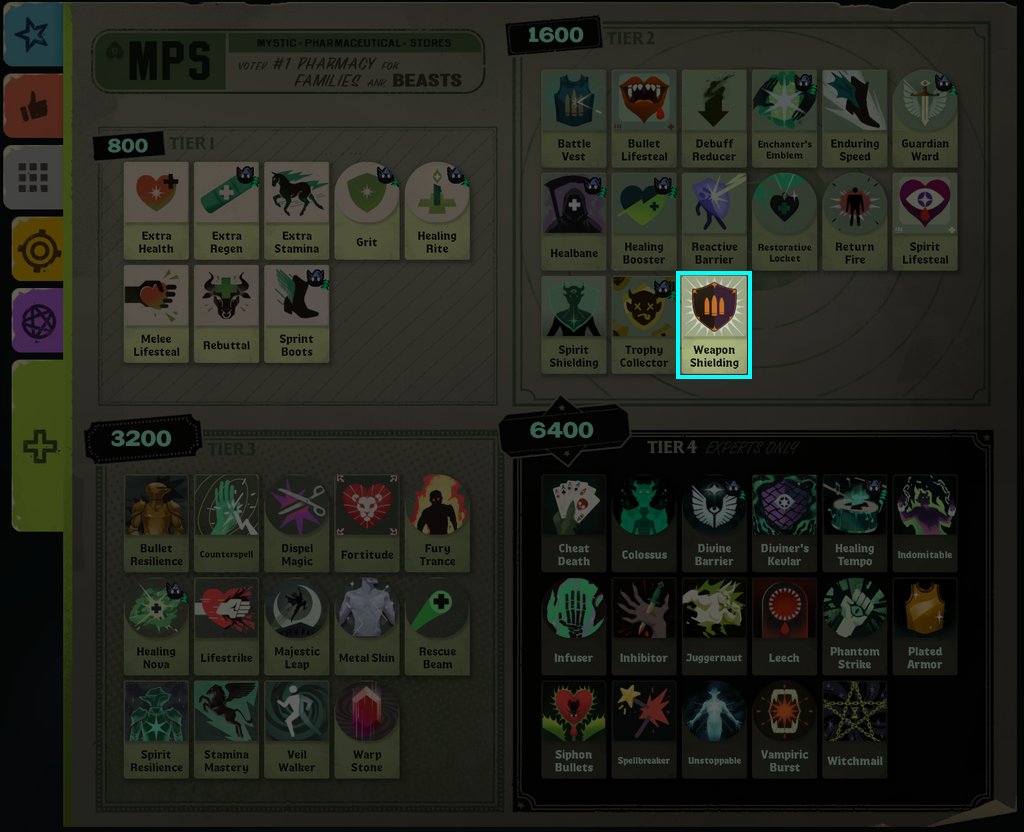 MPS
MYSTIC • PHARMACEUTICAL • STORES
VOTED #1 PHARMACY FOR
FAMILIES AND BEASTS
800 TIER 1
Extra Health
Extra Regen
Extra Stamina
Grit
Healing Rite
Melee Lifesteal
Rebuttal
Sprint Boots
1600 TIER 2
Battle Vest
Bullet Lifesteal
Debuff Reducer
Enchanter's Emblem
Enduring Speed
Guardian Ward
Healbane
Healing Booster
Reactive Barrier
Restorative Locket
Return Fire
Spirit Lifesteal
Spirit Shielding
Trophy Collector
Weapon Shielding
3200 TIER 3
Bullet Resilience
Counterspell
Dispel Magic
Fortitude
Fury Trance
Healing Nova
Lifestrike
Majestic Leap
Metal Skin
Rescue Beam
Spirit Resilience
Stamina Mastery
Veil Walker
Warp Stone
6400 TIER 4 EXPERTS ONLY
Cheat Death
Colossus
Divine Barrier
Diviner's Kevlar
Healing Tempo
Indomitable
Infuser
Inhibitor
Juggernaut
Leech
Phantom Strike
Plated Armor
Siphon Bullets
Spellbreaker
Unstoppable
Vampiric Burst
Witchmail